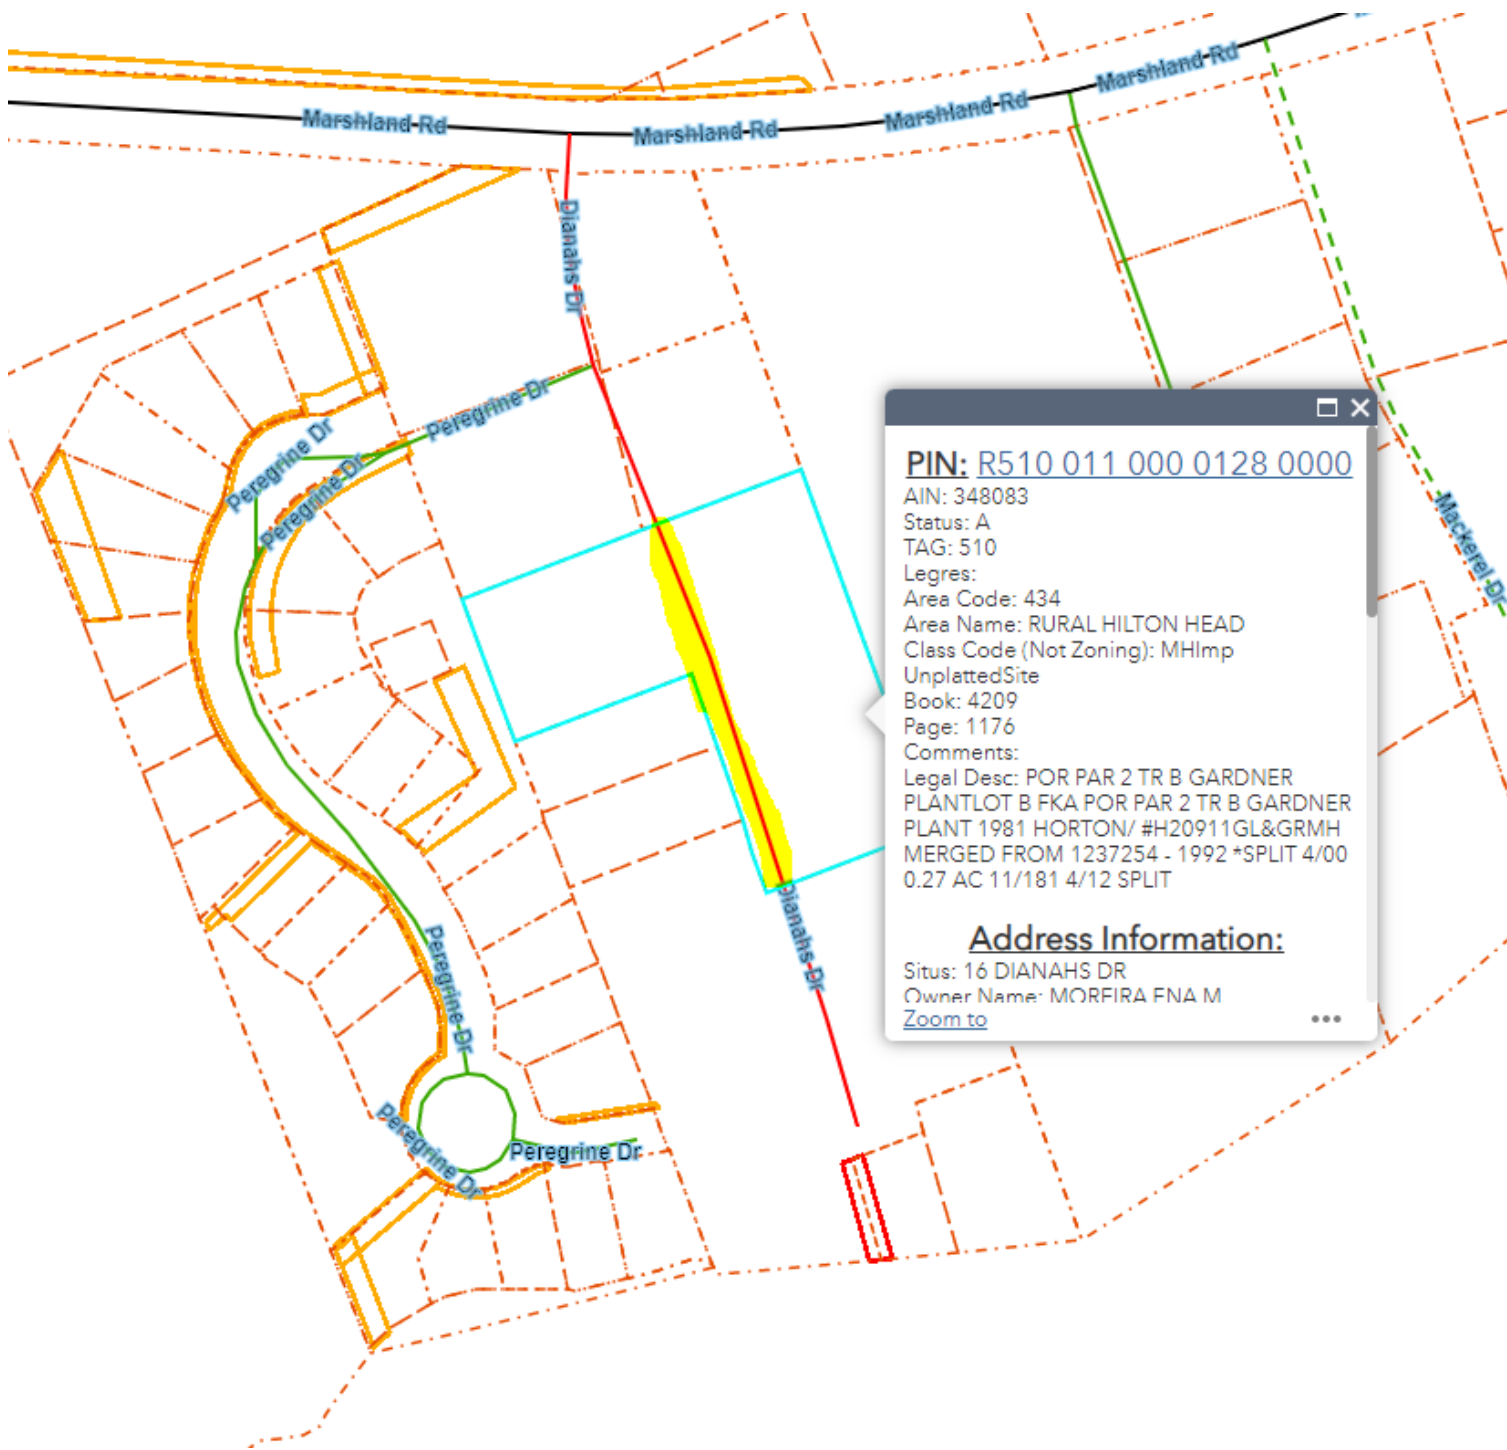 Marshland Rd
Marshland Rd
Marshland Rd
Marshland Rd
Dianahs Dr
Peregrine Dr
Peregrine Dr
Peregrine Dr
PIN: R510 011 000 0128 0000
AIN: 348083
Status: A
TAG: 510
Legres:
Area Code: 434
Area Name: RURAL HILTON HEAD
Class Code (Not Zoning): MHImp
UnplattedSite
Book: 4209
Page: 1176
Comments:
Legal Desc: POR PAR 2 TR B GARDNER
PLANTLOT B FKA POR PAR 2 TR B GARDNER
PLANT 1981 HORTON/ #H20911GL&GRMH
MERGED FROM 1237254 - 1992 *SPLIT 4/00
0.27 AC 11/181 4/12 SPLIT
Address Information:
Situs: 16 DIANAHS DR
Owner Name: MOREIRA ENA M
Zoom to
Mackerel Dr
Dianahs Dr
Peregrine Dr
Peregrine Dr
Peregrine Dr